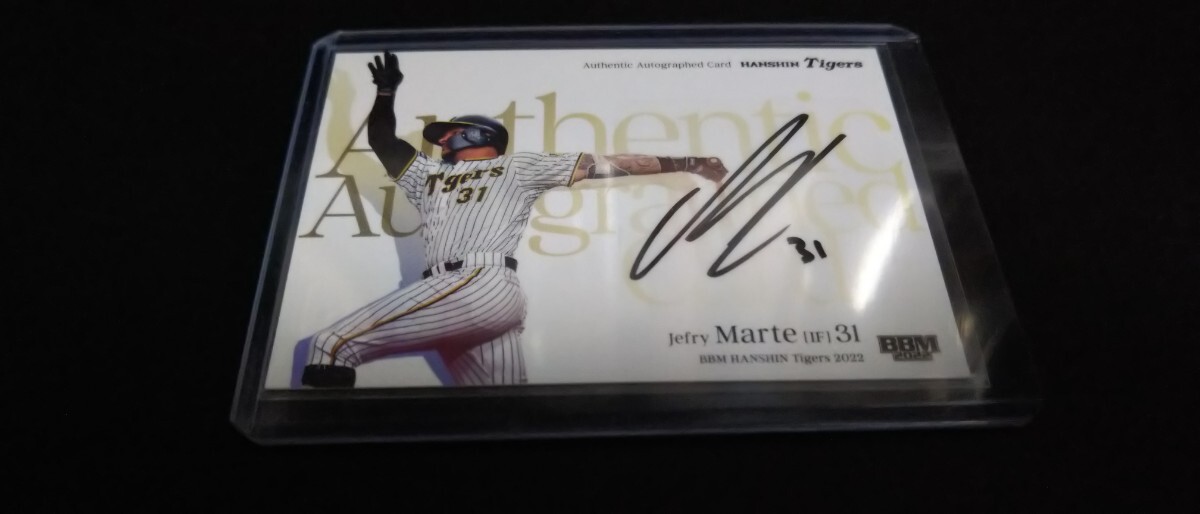 Authentic Autographed Card HANSHIN Tigers
Authentic
Autographed
Tigers
31
31
Jefry Marte [IF] 31
BBM HANSHIN Tigers 2022
BBM
2022